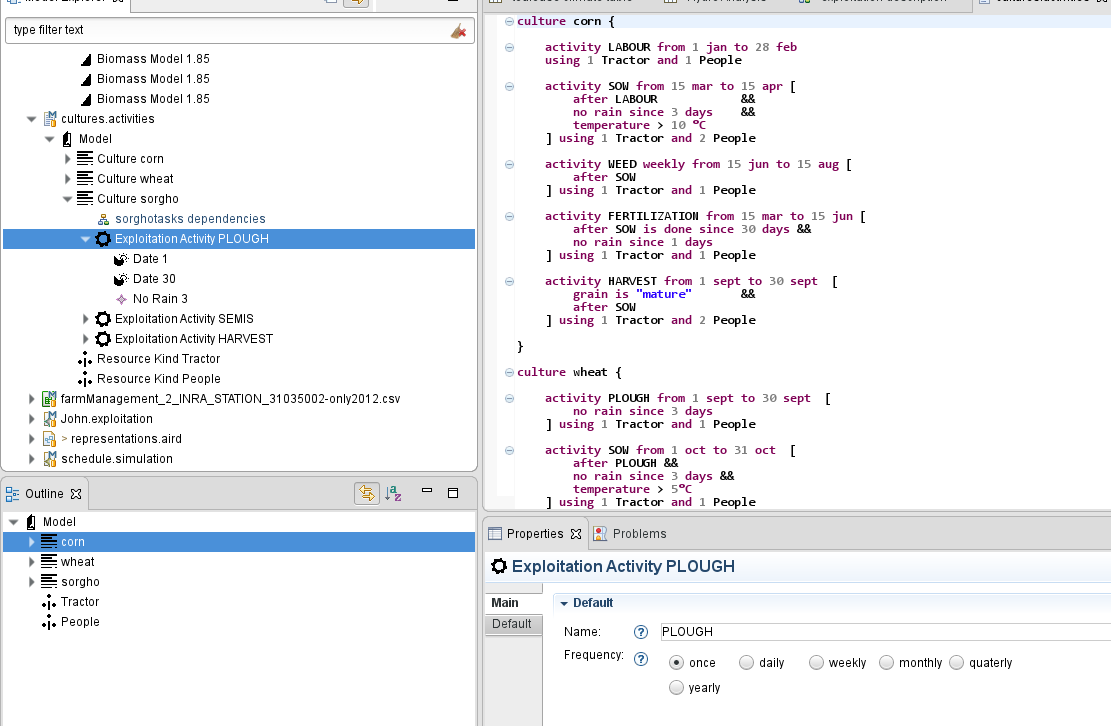 type filter text
Biomass Model 1.85
Biomass Model 1.85
Biomass Model 1.85
cultures.activities
Model
Culture corn
Culture wheat
Culture sorgho
sorghotasks dependencies
Exploitation Activity PLOUGH
Date 1
Date 30
No Rain 3
Exploitation Activity SEMIS
Exploitation Activity HARVEST
Resource Kind Tractor
Resource Kind People
farmManagement_2_INRA_STATION_31035002-only2012.csv
John.exploitation
> representations.aird
schedule.simulation
Outline
Model
corn
wheat
sorgho
Tractor
People
culture corn {
activity LABOUR from 1 jan to 28 feb
using 1 Tractor and 1 People
activity SOW from 15 mar to 15 apr [
after LABOUR &&
no rain since 3 days &&
temperature > 10 °C
] using 1 Tractor and 2 People
activity WEED weekly from 15 jun to 15 aug [
after SOW
] using 1 Tractor and 1 People
activity FERTILIZATION from 15 mar to 15 jun [
after SOW is done since 30 days &&
no rain since 1 days
] using 1 Tractor and 1 People
activity HARVEST from 1 sept to 30 sept [
grain is "mature" &&
after SOW
] using 1 Tractor and 2 People
}
culture wheat {
activity PLOUGH from 1 sept to 30 sept [
no rain since 3 days
] using 1 Tractor and 1 People
activity SOW from 1 oct to 31 oct [
after PLOUGH &&
no rain since 3 days &&
temperature > 5°C
] using 1 Tractor and 1 People
Properties Problems
Exploitation Activity PLOUGH
Main
Default
Default
Name: PLOUGH
Frequency: once daily weekly monthly quaterly
yearly